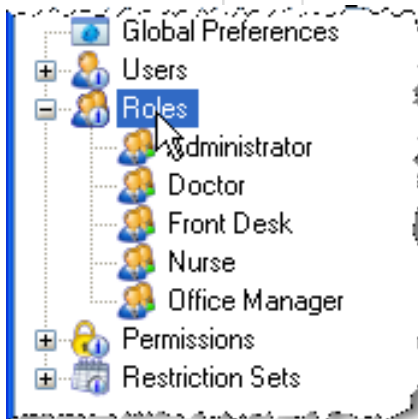 Global Preferences
Users
Roles
Administrator
Doctor
Front Desk
Nurse
Office Manager
Permissions
Restriction Sets